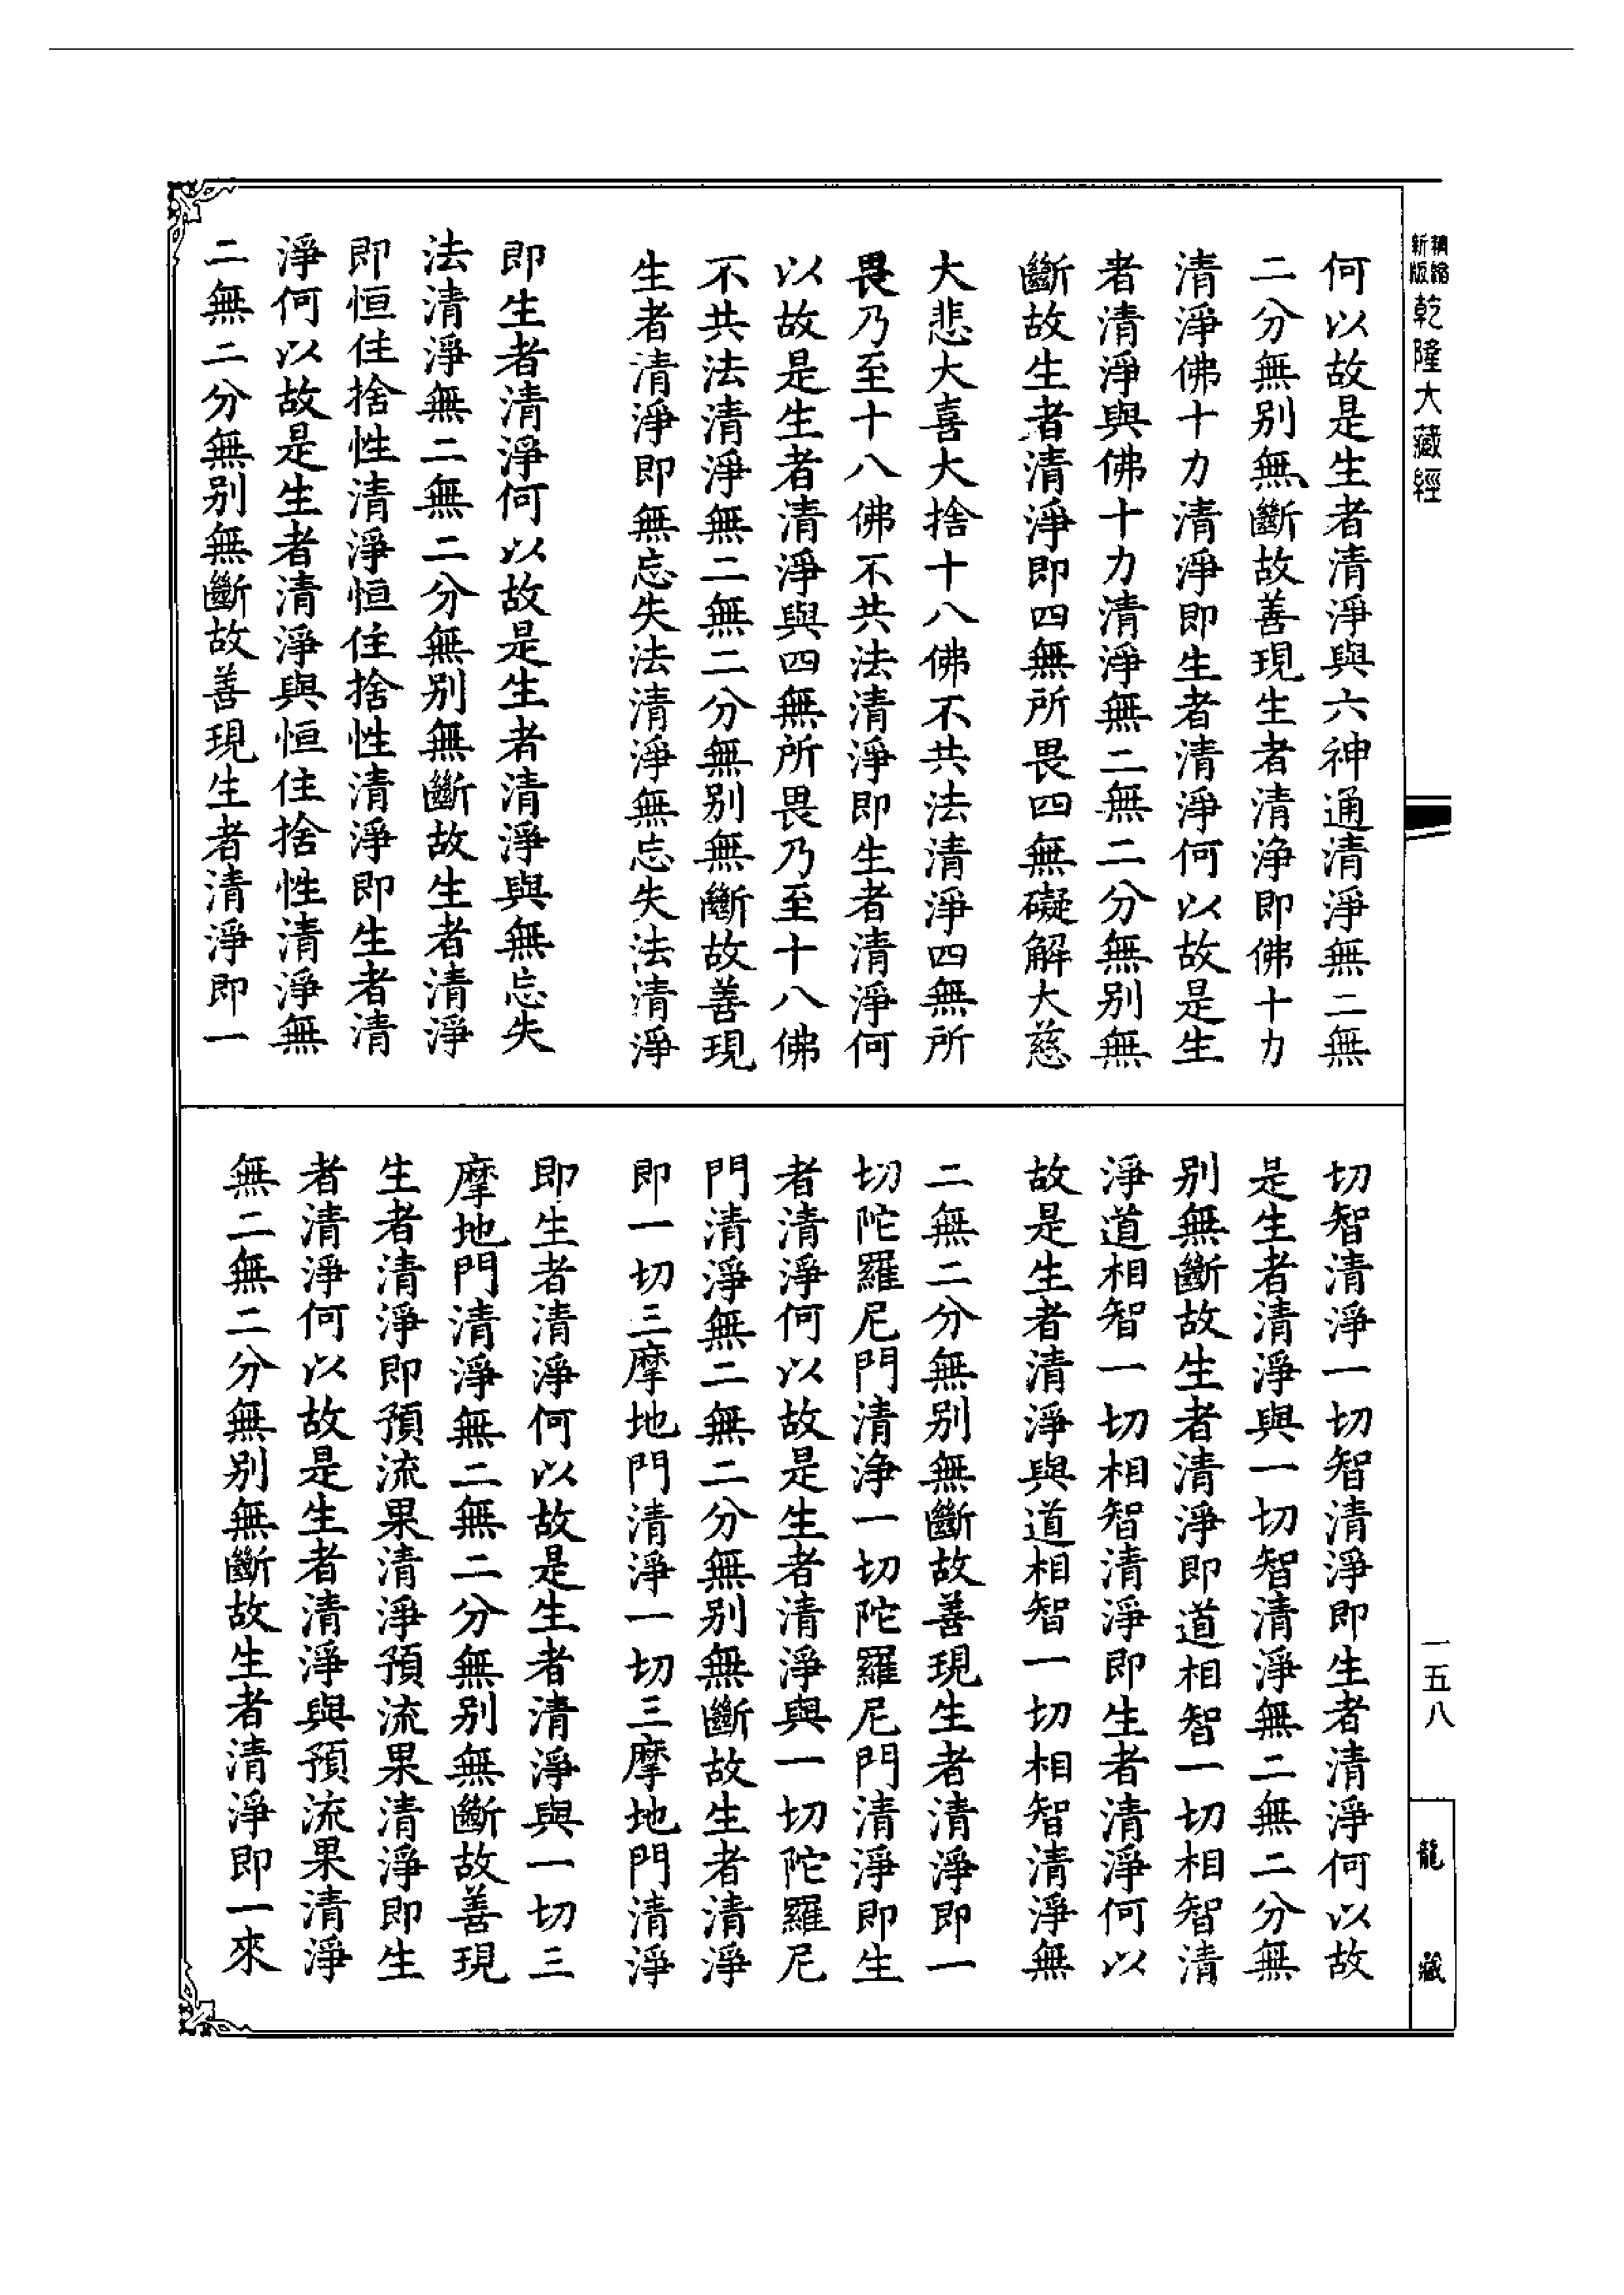 新版精縮
乾隆大藏經
何以故是生者清淨與六神通清淨無二無
二分無别無斷故善現生者清淨即佛十力
清淨佛十力清淨即生者清淨何以故是生
者清淨與佛十力清淨無二無二分無别無
斷故生者清淨即四無所畏四無礙解大慈
大悲大喜大捨十八佛不共法清淨四無所
畏乃至十八佛不共法清淨即生者清淨何
以故是生者清淨與四無所畏乃至十八佛
不共法清淨無二無二分無别無斷故善現
生者清淨即無忘失法清淨無忘失法清淨
即生者清淨何以故是生者清淨與無忘失
法清淨無二無二分無别無斷故生者清淨
即恒住捨性清淨恒住捨性清淨即生者清
淨何以故是生者清淨與恒住捨性清淨無
二無二分無别無斷故善現生者清淨即一
切智清淨一切智清淨即生者清淨何以故
是生者清淨與一切智清淨無二無二分無
别無斷故生者清淨即道相智一切相智清
淨道相智一切相智清淨即生者清淨何以
故是生者清淨與道相智一切相智清淨無
二無二分無别無斷故善現生者清淨即一
切陀羅尼門清淨一切陀羅尼門清淨即生
者清淨何以故是生者清淨與一切陀羅尼
門清淨無二無二分無别無斷故生者清淨
即一切三摩地門清淨一切三摩地門清淨
即生者清淨何以故是生者清淨與一切三
摩地門清淨無二無二分無别無斷故善現
生者清淨即預流果清淨預流果清淨即生
者清淨何以故是生者清淨與預流果清淨
無二無二分無别無斷故生者清淨即一來
一五八
龍藏